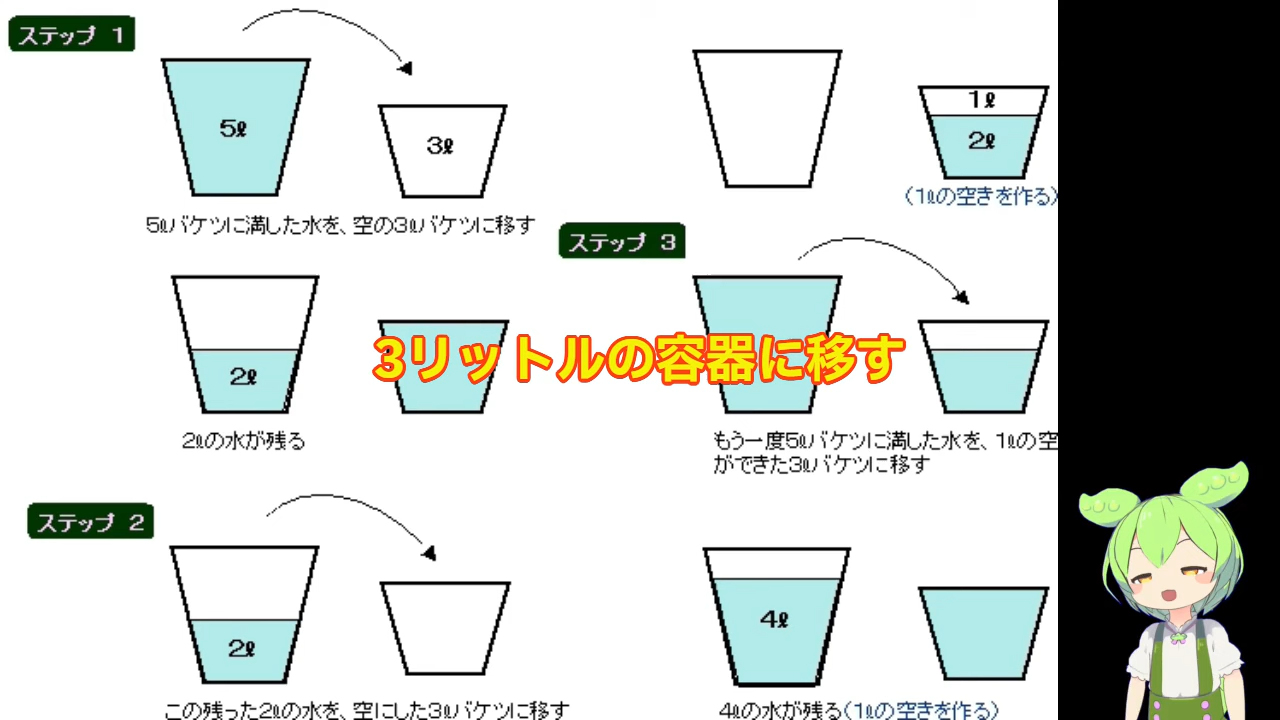 ステップ 1
5ℓ
3ℓ
5ℓバケツに満した水を、空の3ℓバケツに移す
2ℓ
2ℓの水が残る
ステップ 2
2ℓ
この残った2ℓの水を、空にした3ℓバケツに移す
1ℓ
2ℓ
(1ℓの空きを作る)
ステップ 3
もう一度5ℓバケツに満した水を、1ℓの空
ができた3ℓバケツに移す
4ℓ
4ℓの水が残る(1ℓの空きを作る)
3リットルの容器に移す